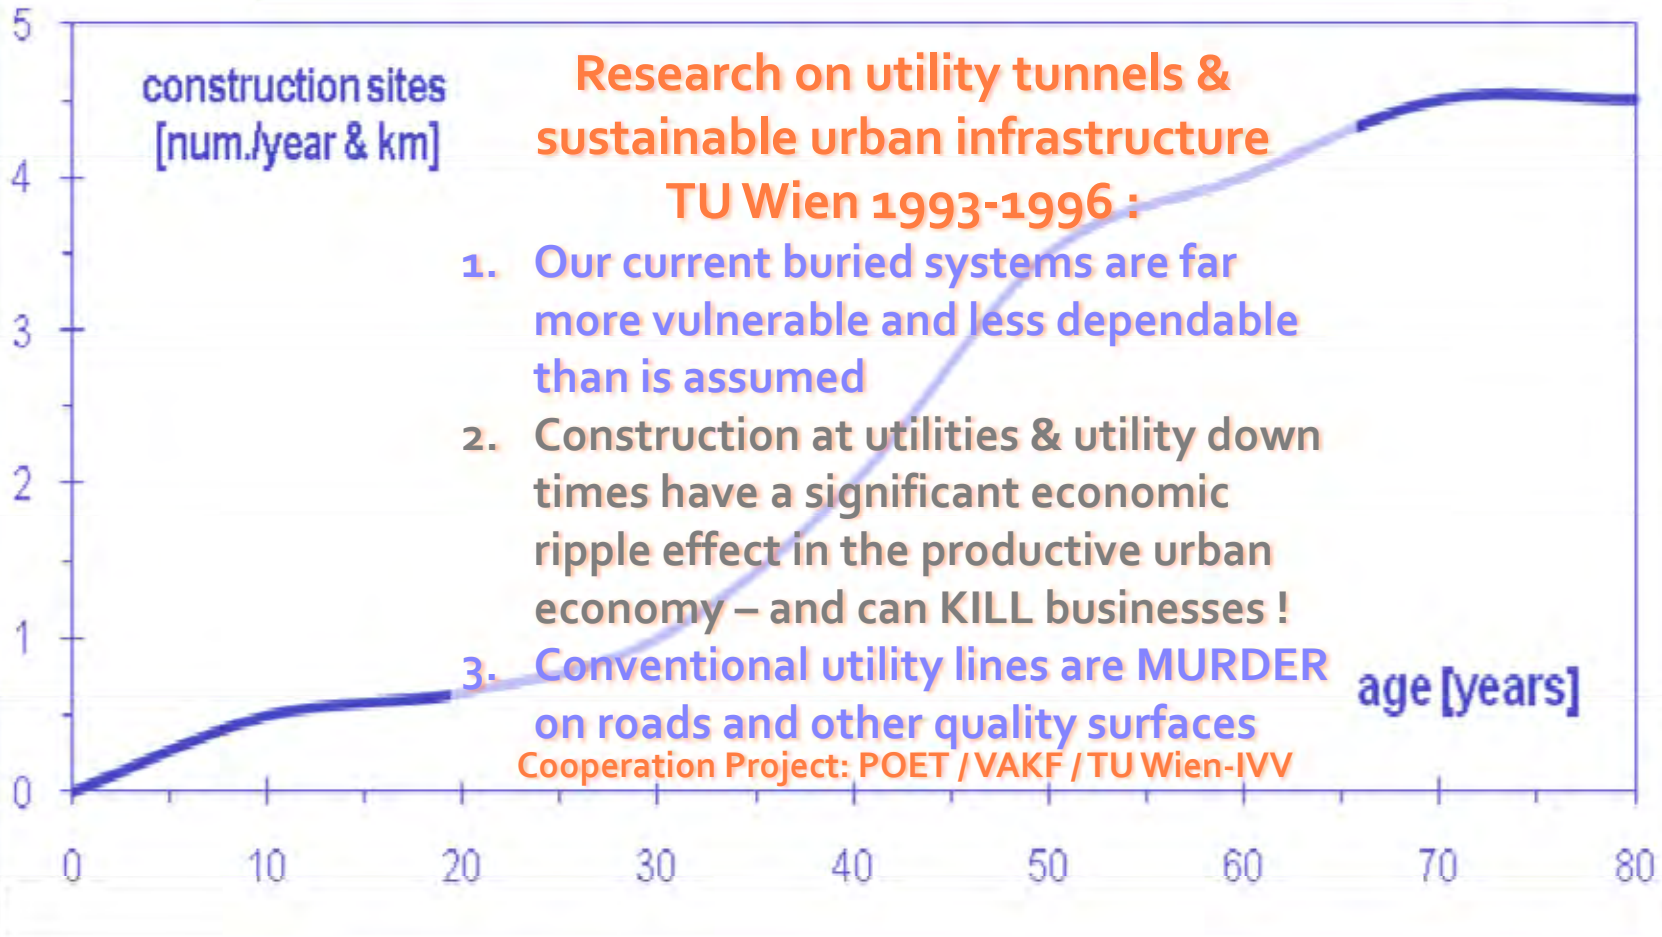 5
construction sites
[num./year & km]
4
3
2
1
0
Research on utility tunnels &
sustainable urban infrastructure
TU Wien 1993-1996 :
1. Our current buried systems are far
more vulnerable and less dependable
than is assumed
2. Construction at utilities & utility down
times have a significant economic
ripple effect in the productive urban
economy – and can KILL businesses !
3. Conventional utility lines are MURDER
on roads and other quality surfaces
Cooperation Project: POET / VAKF / TU Wien-IVV
age [years]
0 10 20 30 40 50 60 70 80